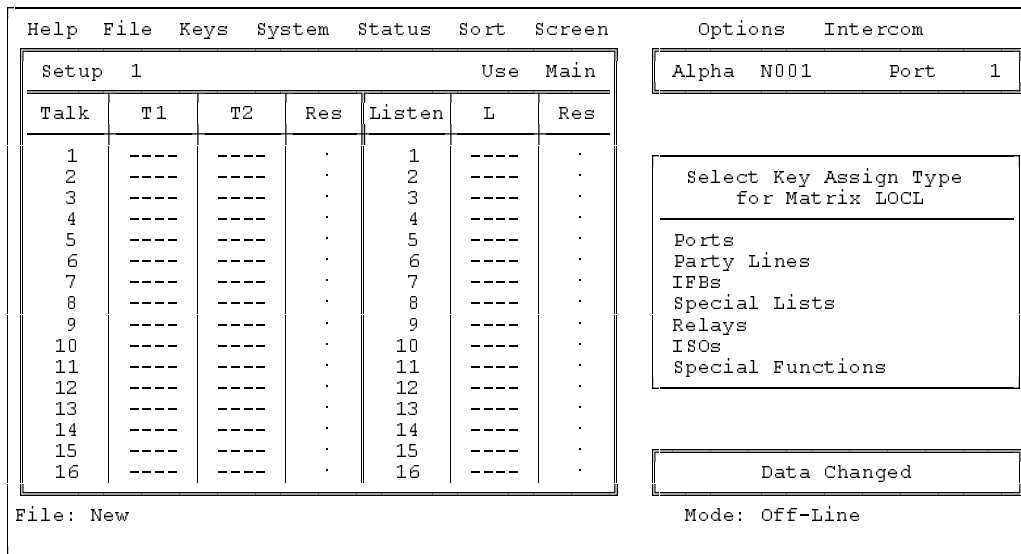 Help File Keys System Status Sort Screen Options Intercom
Setup 1 Use Main
Alpha N001 Port 1
Talk T1 T2 Res Listen L Res
1 ---- ---- . 1 ---- .
2 ---- ---- . 2 ---- .
3 ---- ---- . 3 ---- .
4 ---- ---- . 4 ---- .
5 ---- ---- . 5 ---- .
6 ---- ---- . 6 ---- .
7 ---- ---- . 7 ---- .
8 ---- ---- . 8 ---- .
9 ---- ---- . 9 ---- .
10 ---- ---- . 10 ---- .
11 ---- ---- . 11 ---- .
12 ---- ---- . 12 ---- .
13 ---- ---- . 13 ---- .
14 ---- ---- . 14 ---- .
15 ---- ---- . 15 ---- .
16 ---- ---- . 16 ---- .
Select Key Assign Type
for Matrix LOCL
Ports
Party Lines
IFBs
Special Lists
Relays
ISOs
Special Functions
Data Changed
File: New
Mode: Off-Line